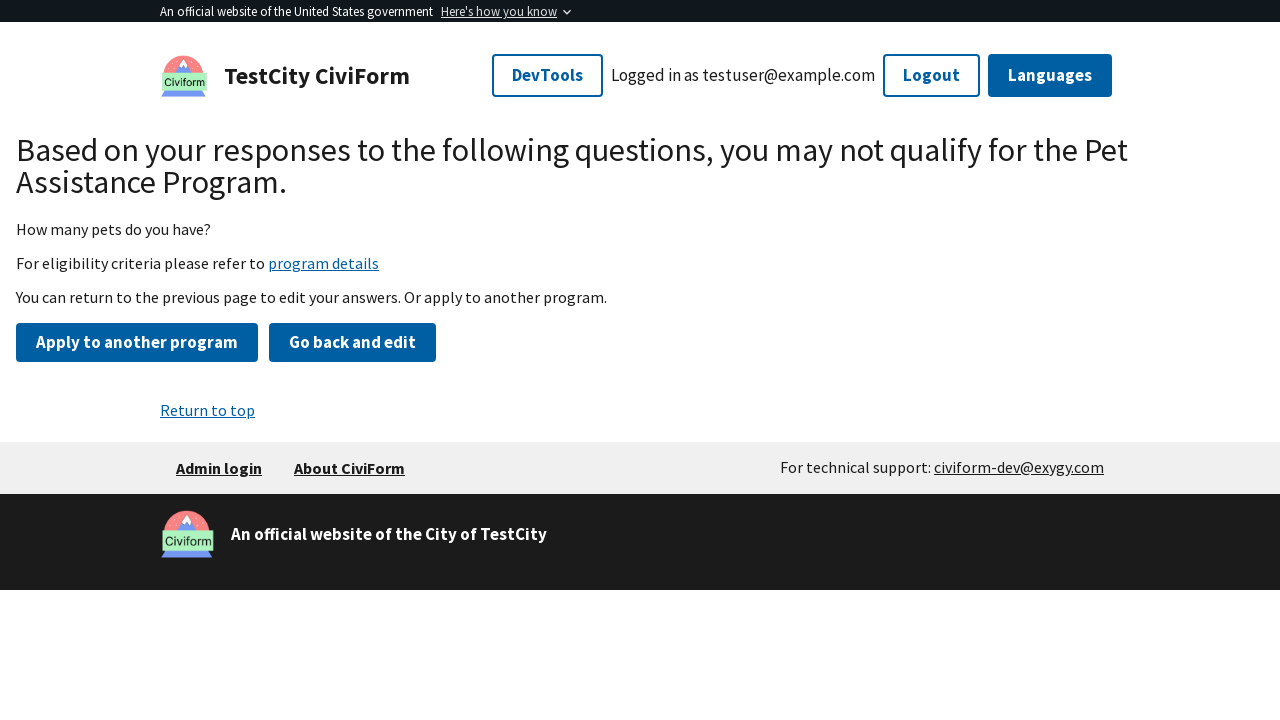 An official website of the United States government Here's how you know
Civiform
TestCity CiviForm
DevTools
Logged in as testuser@example.com
Logout
Languages
Based on your responses to the following questions, you may not qualify for the Pet
Assistance Program.
How many pets do you have?
For eligibility criteria please refer to program details
You can return to the previous page to edit your answers. Or apply to another program.
Apply to another program
Go back and edit
Return to top
Admin login
About CiviForm
For technical support: civiform-dev@exygy.com
Civiform
An official website of the City of TestCity